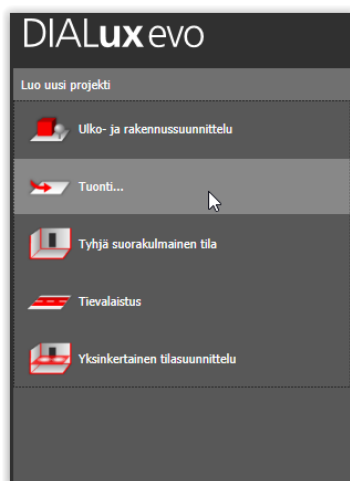 DIALux evo
Luo uusi projekti
Ulko- ja rakennussuunnittelu
Tuonti...
Tyhjä suorakulmainen tila
Tievalaistus
Yksinkertainen tilasuunnittelu